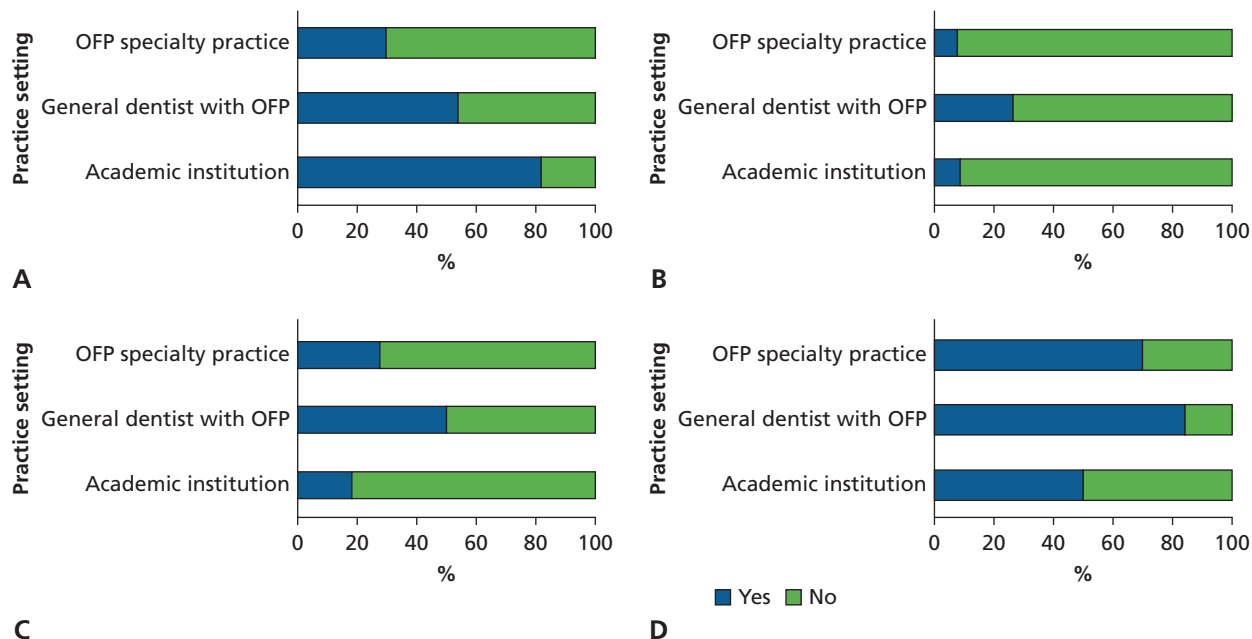 Practice setting
OFP specialty practice
General dentist with OFP
Academic institution
0 20 40 60 80 100
%
A
Practice setting
OFP specialty practice
General dentist with OFP
Academic institution
0 20 40 60 80 100
%
B
Practice setting
OFP specialty practice
General dentist with OFP
Academic institution
0 20 40 60 80 100
%
C
Practice setting
OFP specialty practice
General dentist with OFP
Academic institution
0 20 40 60 80 100
%
Yes No
D